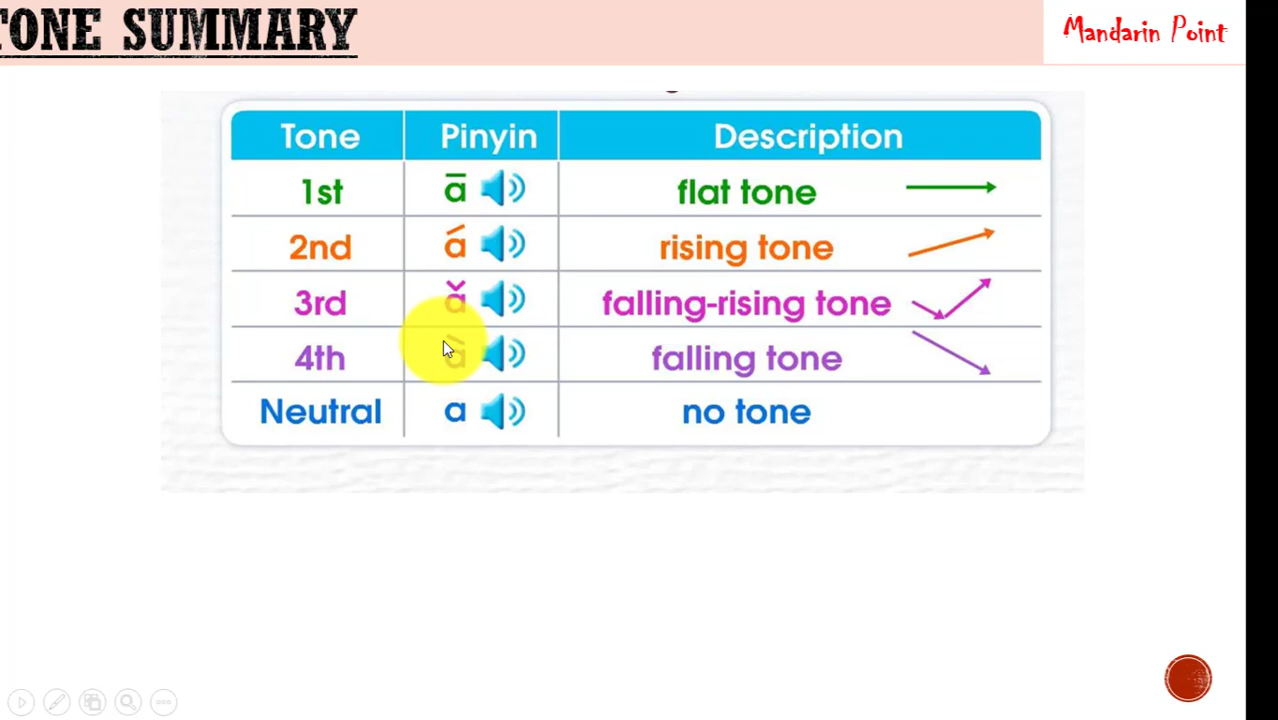 TONE SUMMARY
Mandarin Point
Tone Pinyin Description
1st ā flat tone
2nd á rising tone
3rd ǎ falling-rising tone
4th à falling tone
Neutral a no tone